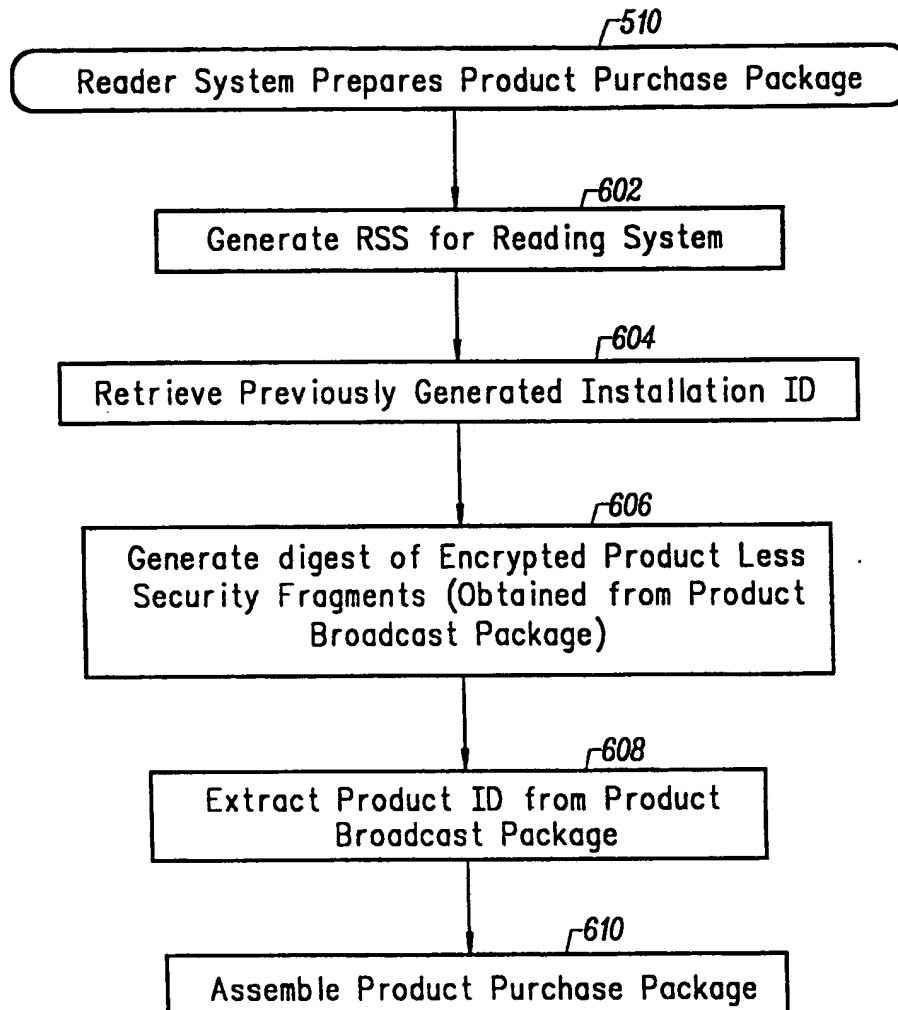 510
Reader System Prepares Product Purchase Package
602
Generate RSS for Reading System
604
Retrieve Previously Generated Installation ID
606
Generate digest of Encrypted Product Less
Security Fragments (Obtained from Product
Broadcast Package)
608
Extract Product ID from Product
Broadcast Package
610
Assemble Product Purchase Package